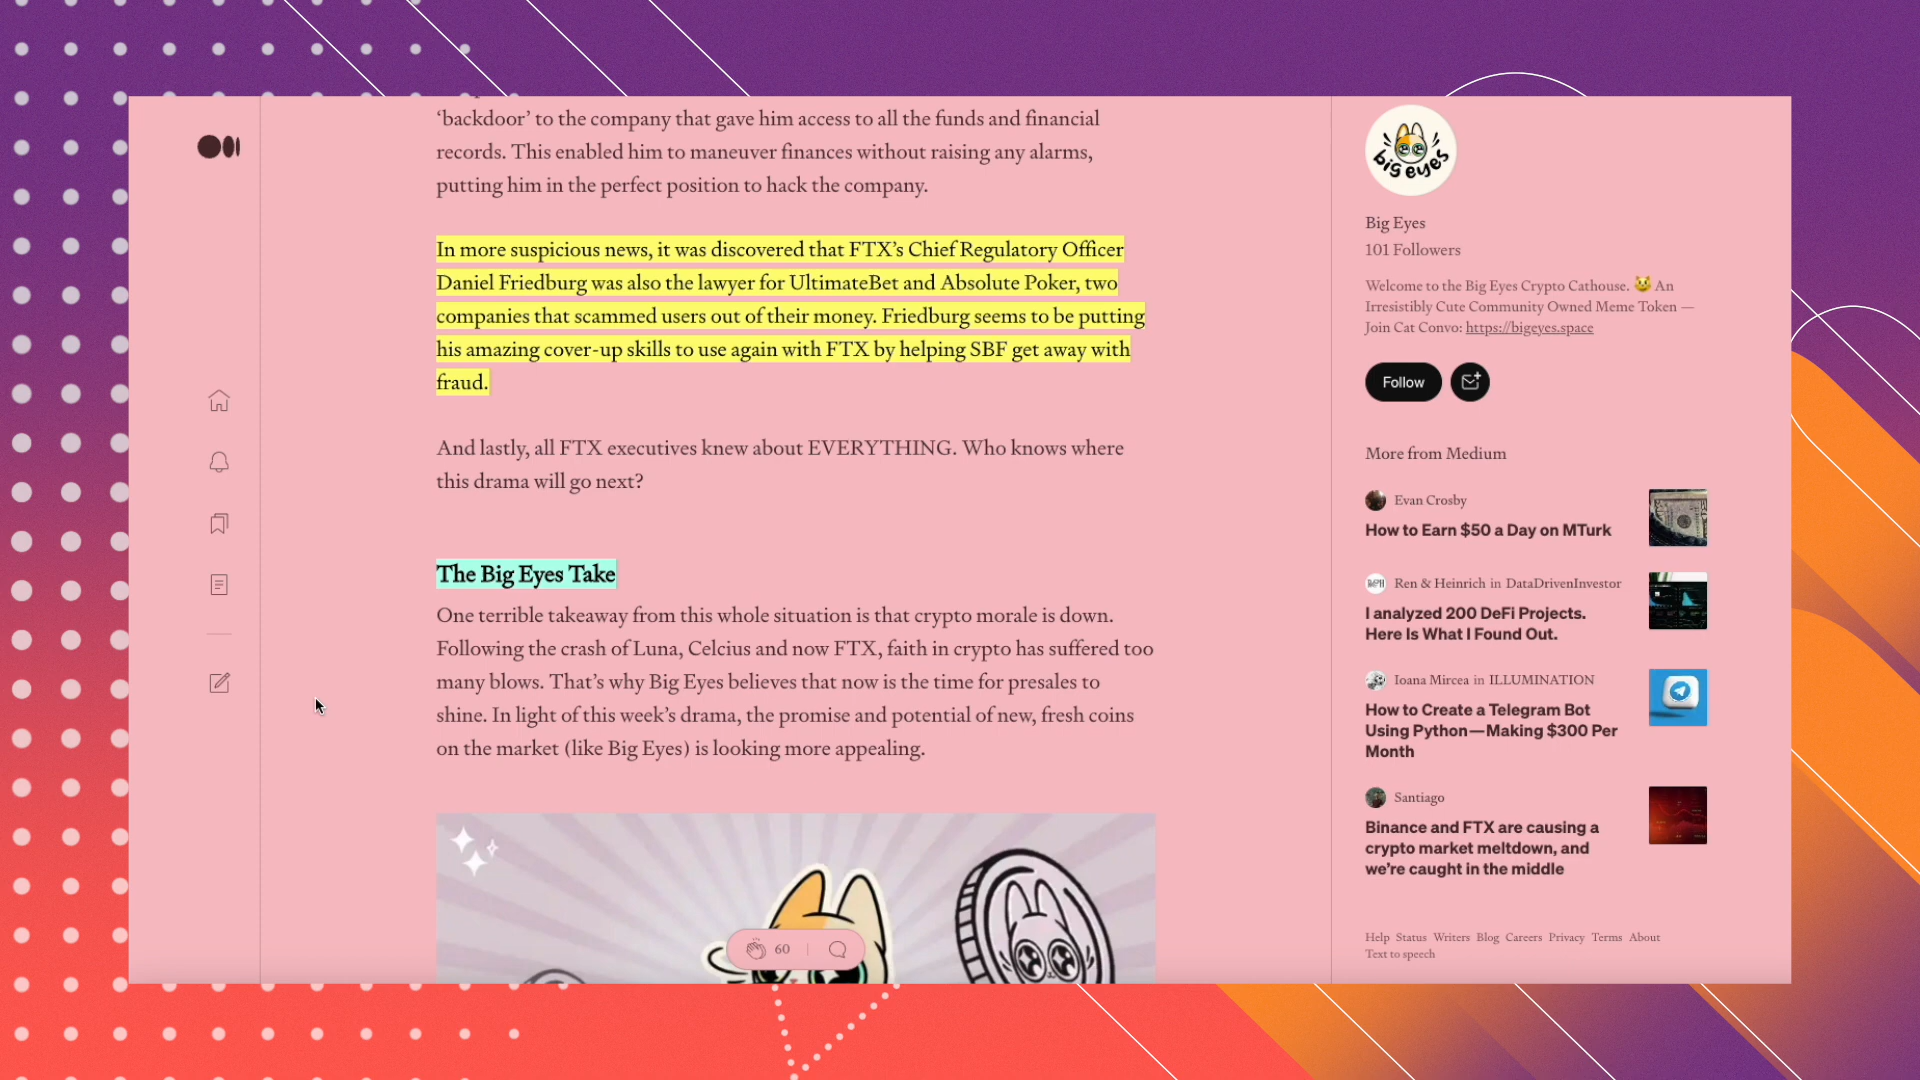 ‘backdoor’ to the company that gave him access to all the funds and financial
records. This enabled him to maneuver finances without raising any alarms,
putting him in the perfect position to hack the company.
In more suspicious news, it was discovered that FTX’s Chief Regulatory Officer
Daniel Friedburg was also the lawyer for UltimateBet and Absolute Poker, two
companies that scammed users out of their money. Friedburg seems to be putting
his amazing cover-up skills to use again with FTX by helping SBF get away with
fraud.
And lastly, all FTX executives knew about EVERYTHING. Who knows where
this drama will go next?
The Big Eyes Take
One terrible takeaway from this whole situation is that crypto morale is down.
Following the crash of Luna, Celcius and now FTX, faith in crypto has suffered too
many blows. That’s why Big Eyes believes that now is the time for presales to
shine. In light of this week’s drama, the promise and potential of new, fresh coins
on the market (like Big Eyes) is looking more appealing.
60
big eyes
Big Eyes
101 Followers
Welcome to the Big Eyes Crypto Cathouse. 😺 An
Irresistibly Cute Community Owned Meme Token —
Join Cat Convo: https://bigeyes.space
Follow
More from Medium
Evan Crosby
How to Earn $50 a Day on MTurk
Ren & Heinrich in DataDrivenInvestor
I analyzed 200 DeFi Projects.
Here Is What I Found Out.
Ioana Mircea in ILLUMINATION
How to Create a Telegram Bot
Using Python — Making $300 Per
Month
Santiago
Binance and FTX are causing a
crypto market meltdown, and
we’re caught in the middle
Help Status Writers Blog Careers Privacy Terms About
Text to speech